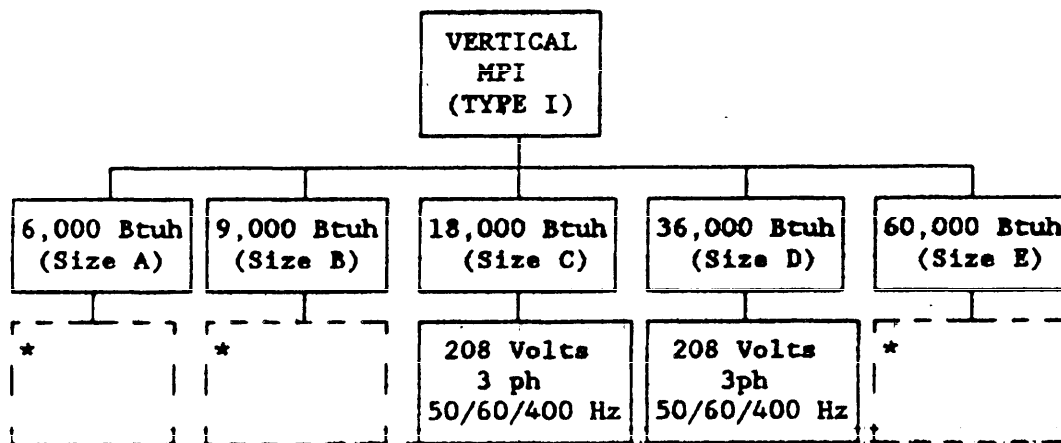 VERTICAL
MPI
(TYPE I)
6,000 Btuh
(Size A)
9,000 Btuh
(Size B)
18,000 Btuh
(Size C)
36,000 Btuh
(Size D)
60,000 Btuh
(Size E)
*
*
208 Volts
3 ph
50/60/400 Hz
208 Volts
3ph
50/60/400 Hz
*